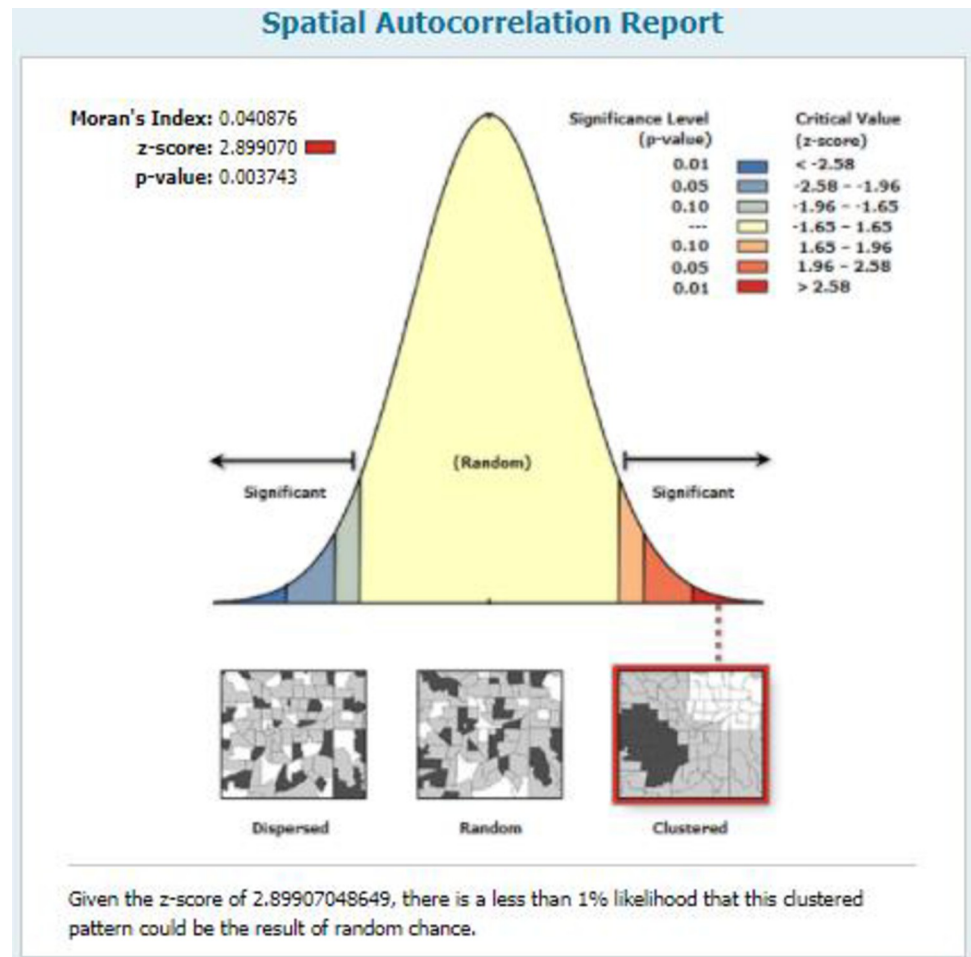 Spatial Autocorrelation Report
Moran's Index: 0.040876
z-score: 2.899070
p-value: 0.003743
Significance Level
(p-value)
Critical Value
(z-score)
0.01 < -2.58
0.05 -2.58 - -1.96
0.10 -1.96 - -1.65
--- -1.65 - 1.65
0.10 1.65 - 1.96
0.05 1.96 - 2.58
0.01 > 2.58
(Random)
Significant
Significant
Dispersed
Random
Clustered
Given the z-score of 2.89907048649, there is a less than 1% likelihood that this clustered
pattern could be the result of random chance.